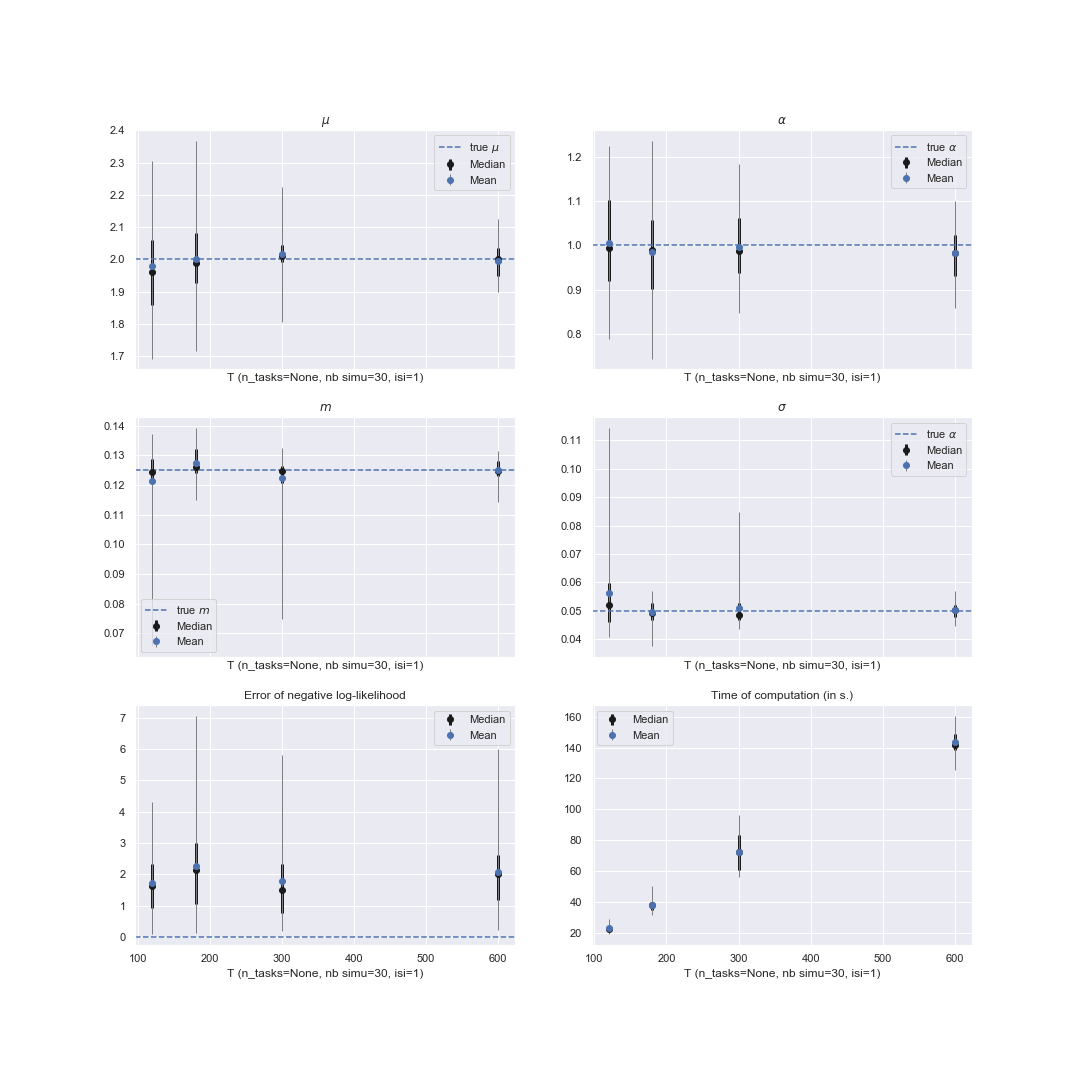 μ
2.4
2.3
2.2
2.1
2.0
1.9
1.8
1.7
true μ
Median
Mean
T (n_tasks=None, nb simu=30, isi=1)
α
1.2
1.1
1.0
0.9
0.8
true α
Median
Mean
T (n_tasks=None, nb simu=30, isi=1)
m
0.14
0.13
0.12
0.11
0.10
0.09
0.08
0.07
true m
Median
Mean
T (n_tasks=None, nb simu=30, isi=1)
σ
0.11
0.10
0.09
0.08
0.07
0.06
0.05
0.04
true α
Median
Mean
T (n_tasks=None, nb simu=30, isi=1)
Error of negative log-likelihood
7
6
5
4
3
2
1
0
Median
Mean
100 200 300 400 500 600
T (n_tasks=None, nb simu=30, isi=1)
Time of computation (in s.)
160
140
120
100
80
60
40
20
Median
Mean
100 200 300 400 500 600
T (n_tasks=None, nb simu=30, isi=1)